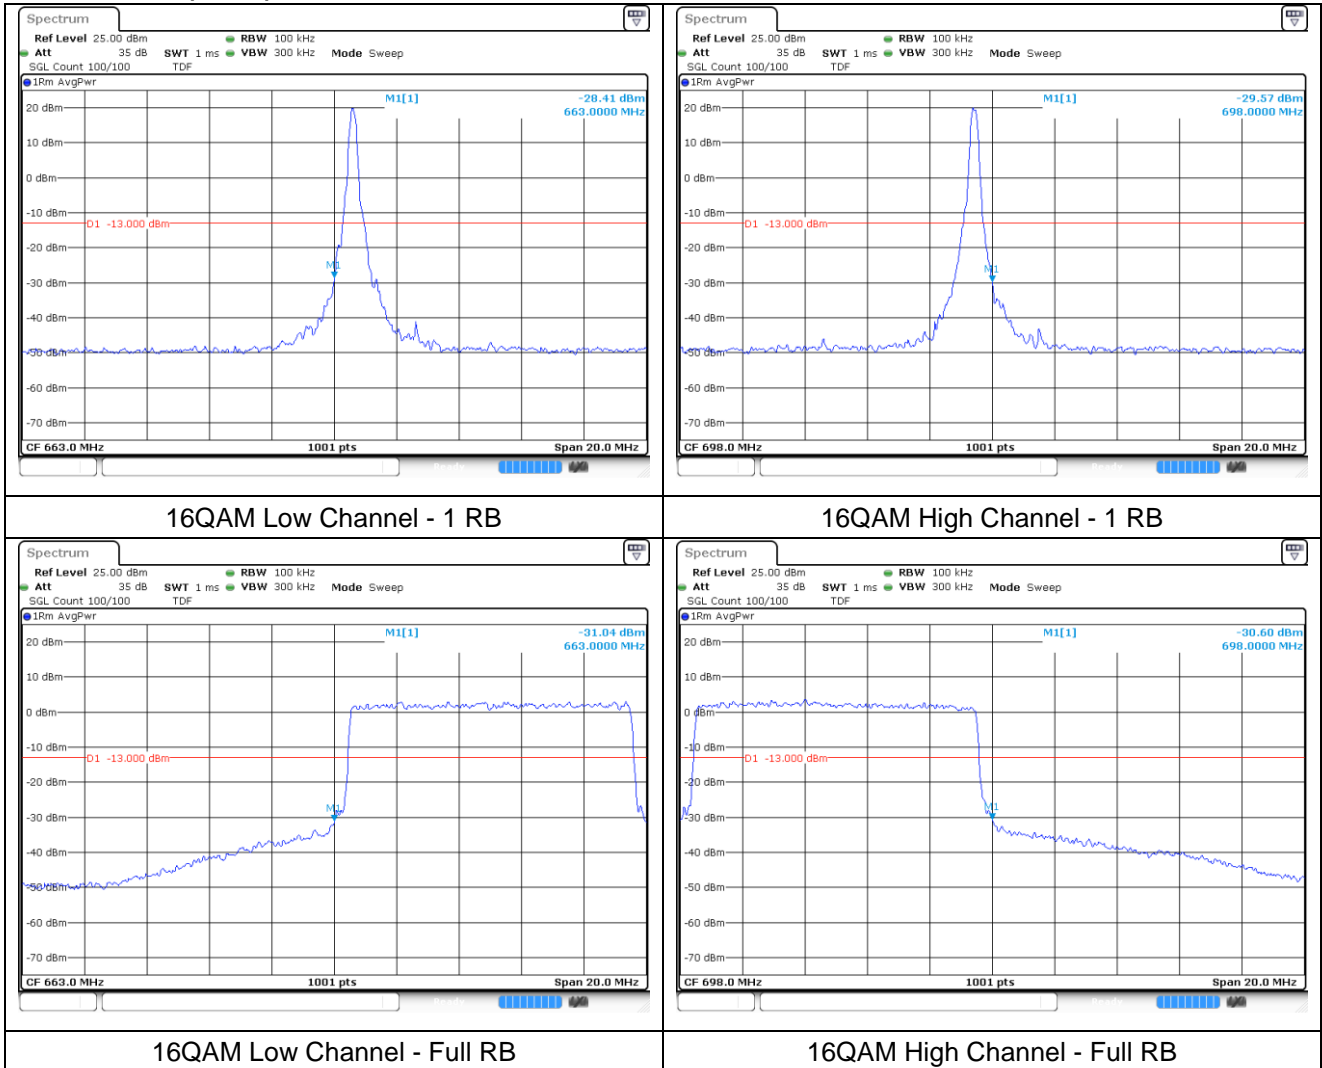 Spectrum
Ref Level 25.00 dBm RBW 100 kHz
Att 35 dB SWT 1 ms VBW 300 kHz Mode Sweep
SGL Count 100/100 TDF
1Rm AvgPwr
M1[1] -28.41 dBm
663.0000 MHz
20 dBm
10 dBm
0 dBm
-10 dBm
D1 -13.000 dBm
-20 dBm
M1
-30 dBm
-40 dBm
-50 dBm
-60 dBm
-70 dBm
CF 663.0 MHz 1001 pts Span 20.0 MHz
16QAM Low Channel - 1 RB
Spectrum
Ref Level 25.00 dBm RBW 100 kHz
Att 35 dB SWT 1 ms VBW 300 kHz Mode Sweep
SGL Count 100/100 TDF
1Rm AvgPwr
M1[1] -29.57 dBm
698.0000 MHz
20 dBm
10 dBm
0 dBm
-10 dBm
D1 -13.000 dBm
-20 dBm
M1
-30 dBm
-40 dBm
-50 dBm
-60 dBm
-70 dBm
CF 698.0 MHz 1001 pts Span 20.0 MHz
16QAM High Channel - 1 RB
Spectrum
Ref Level 25.00 dBm RBW 100 kHz
Att 35 dB SWT 1 ms VBW 300 kHz Mode Sweep
SGL Count 100/100 TDF
1Rm AvgPwr
M1[1] -31.04 dBm
663.0000 MHz
20 dBm
10 dBm
0 dBm
-10 dBm
D1 -13.000 dBm
-20 dBm
M1
-30 dBm
-40 dBm
-50 dBm
-60 dBm
-70 dBm
CF 663.0 MHz 1001 pts Span 20.0 MHz
16QAM Low Channel - Full RB
Spectrum
Ref Level 25.00 dBm RBW 100 kHz
Att 35 dB SWT 1 ms VBW 300 kHz Mode Sweep
SGL Count 100/100 TDF
1Rm AvgPwr
M1[1] -30.60 dBm
698.0000 MHz
20 dBm
10 dBm
0 dBm
-10 dBm
D1 -13.000 dBm
-20 dBm
M1
-30 dBm
-40 dBm
-50 dBm
-60 dBm
-70 dBm
CF 698.0 MHz 1001 pts Span 20.0 MHz
16QAM High Channel - Full RB